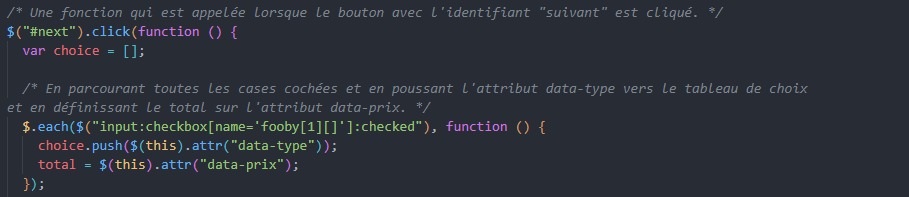 /* Une fonction qui est appelée lorsque le bouton avec l'identifiant "suivant" est cliqué. */
$("#next").click(function () {
var choice = [];
/* En parcourant toutes les cases cochées et en poussant l'attribut data-type vers le tableau de choix
et en définissant le total sur l'attribut data-prix. */
$.each($("input:checkbox[name='fooby[1][]']:checked"), function () {
choice.push($(this).attr("data-type"));
total = $(this).attr("data-prix");
});